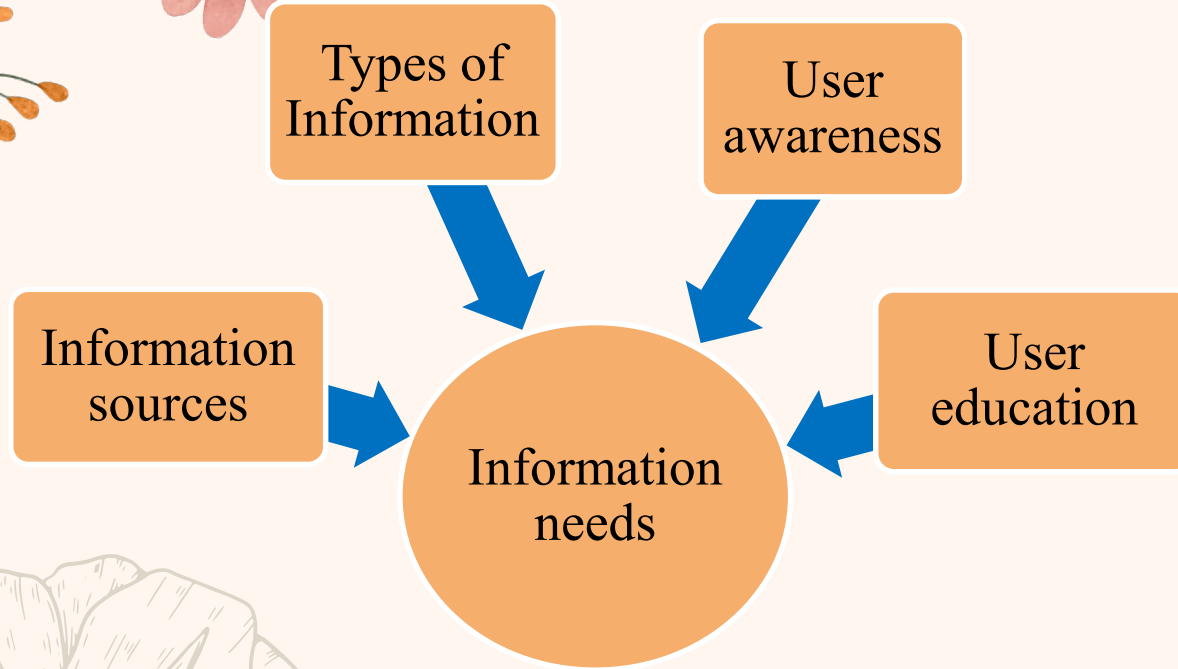 Types of
Information
User
awareness
Information
sources
User
education
Information
needs